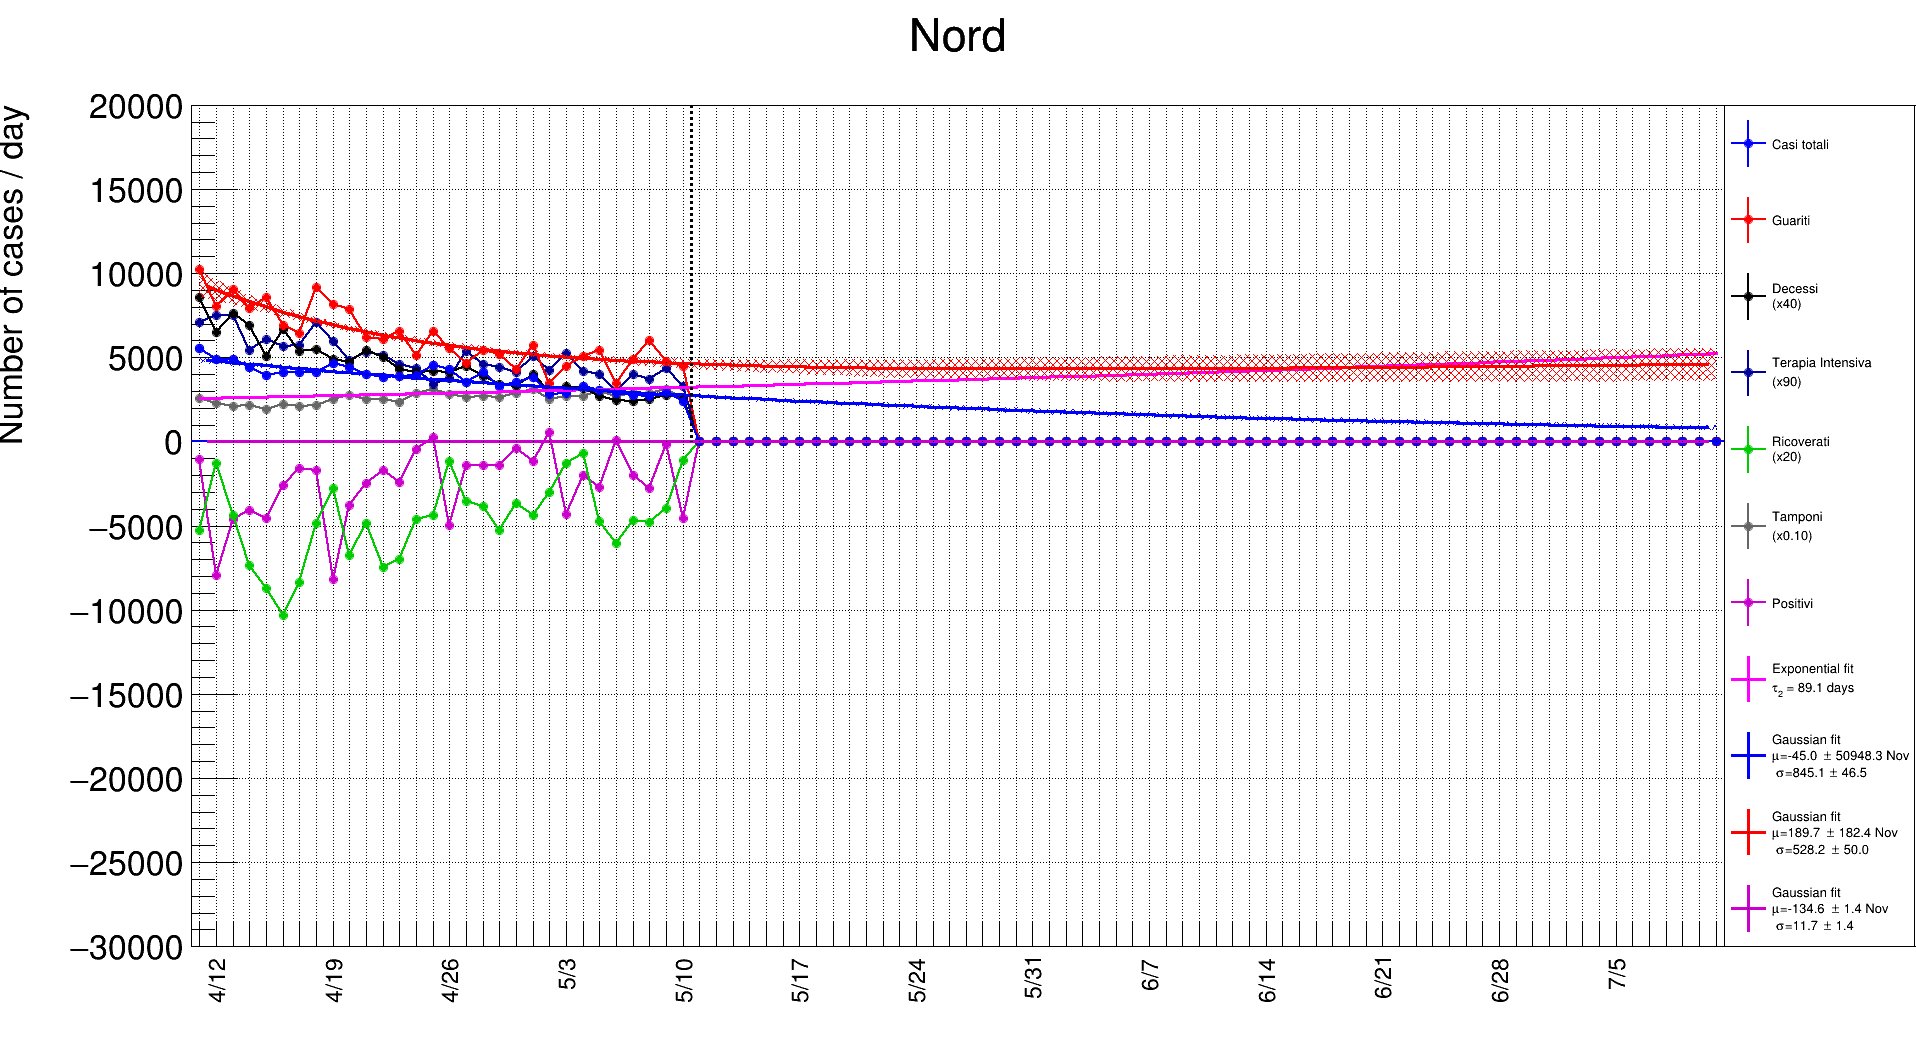 Nord
Number of cases / day
20000
15000
10000
5000
0
−5000
−10000
−15000
−20000
−25000
−30000
4/12
4/19
4/26
5/3
5/10
5/17
5/24
5/31
6/7
6/14
6/21
6/28
7/5
Casi totali
Guariti
Decessi
(x40)
Terapia Intensiva
(x90)
Ricoverati
(x20)
Tamponi
(x0.10)
Positivi
Exponential fit
τ₂ = 89.1 days
Gaussian fit
μ=-45.0 ± 50948.3 Nov
σ=845.1 ± 46.5
Gaussian fit
μ=189.7 ± 182.4 Nov
σ=528.2 ± 50.0
Gaussian fit
μ=-134.6 ± 1.4 Nov
σ=11.7 ± 1.4